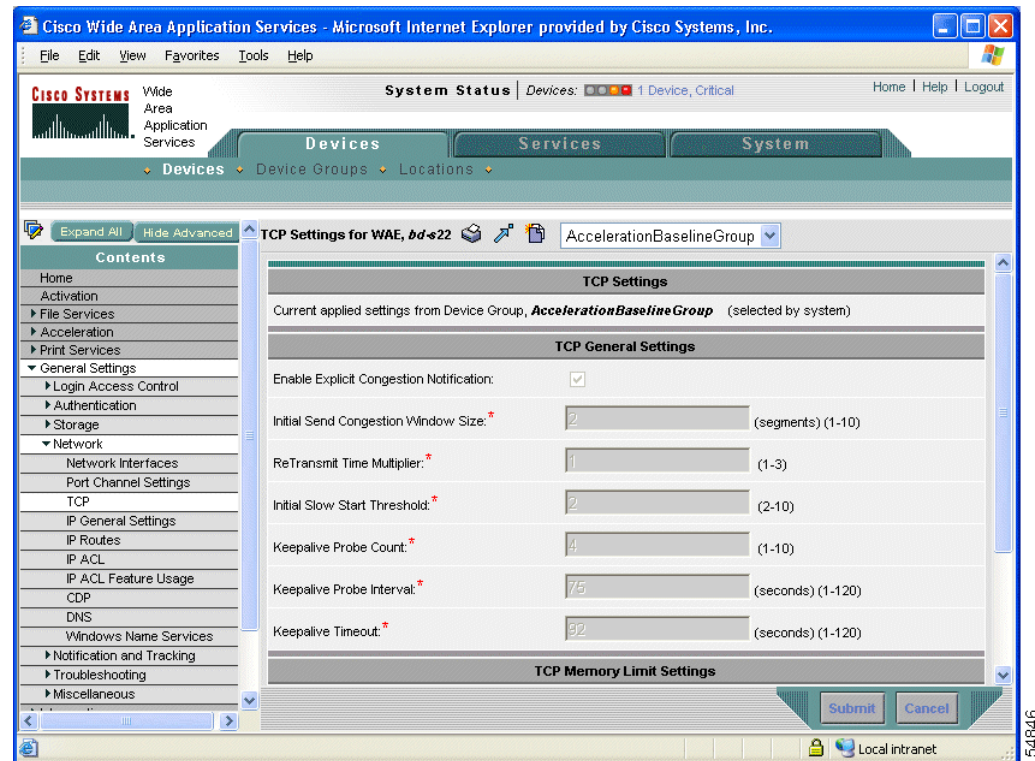 Cisco Wide Area Application Services - Microsoft Internet Explorer provided by Cisco Systems, Inc.
File Edit View Favorites Tools Help
CISCO SYSTEMS
Wide
Area
Application
Services
System Status | Devices: 1 Device, Critical
Home | Help | Logout
Devices Services System
Devices Device Groups Locations
Expand All Hide Advanced
TCP Settings for WAE, bd-s22 AccelerationBaselineGroup
Contents
Home
Activation
File Services
Acceleration
Print Services
General Settings
Login Access Control
Authentication
Storage
Network
Network Interfaces
Port Channel Settings
TCP
IP General Settings
IP Routes
IP ACL
IP ACL Feature Usage
CDP
DNS
Windows Name Services
Notification and Tracking
Troubleshooting
Miscellaneous
TCP Settings
Current applied settings from Device Group, AccelerationBaselineGroup (selected by system)
TCP General Settings
Enable Explicit Congestion Notification:
Initial Send Congestion Window Size:* 2 (segments) (1-10)
ReTransmit Time Multiplier:* 1 (1-3)
Initial Slow Start Threshold:* 2 (2-10)
Keepalive Probe Count:* 4 (1-10)
Keepalive Probe Interval:* 75 (seconds) (1-120)
Keepalive Timeout:* (seconds) (1-120)
TCP Memory Limit Settings
Submit Cancel
Local intranet
54846